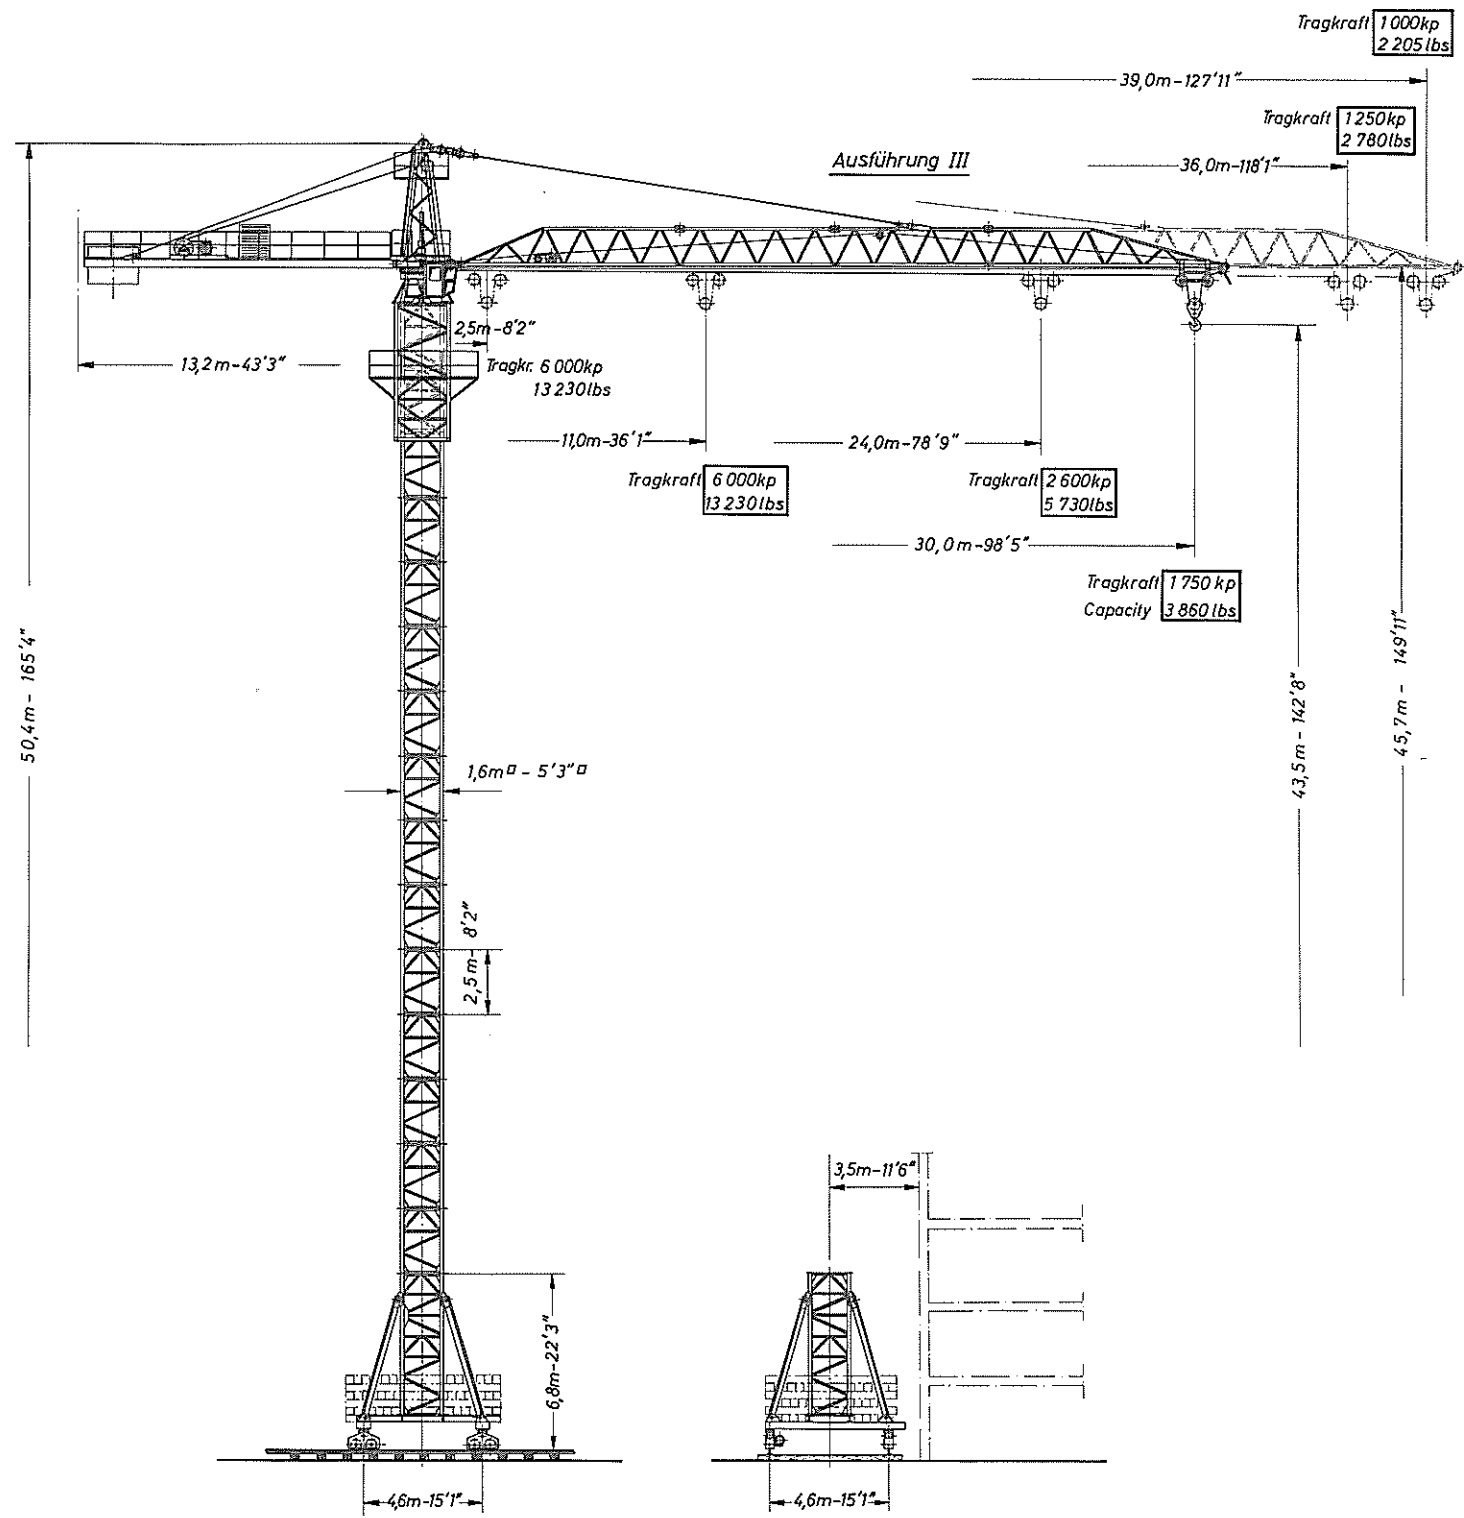 Tragkraft 1000kp
2 205 lbs
39,0m-127'11"
Tragkraft 1250kp
2 780lbs
Ausführung III
36,0m-118'1"
2,5m-8'2"
13,2m-43'3"
Tragkr. 6 000kp
13 230lbs
11,0m-36'1"
24,0m-78'9"
Tragkraft 6 000kp
13 230lbs
Tragkraft 2 600kp
5 730lbs
30,0m-98'5"
Tragkraft 1 750 kp
Capacity 3 860 lbs
50,4m - 165'4"
43,5m - 142'8"
45,7m - 149'11"
1,6m□ - 5'3"□
2,5m- 8'2"
3,5m-11'6"
6,8m-22'3"
4,6m-15'1"
4,6m-15'1"